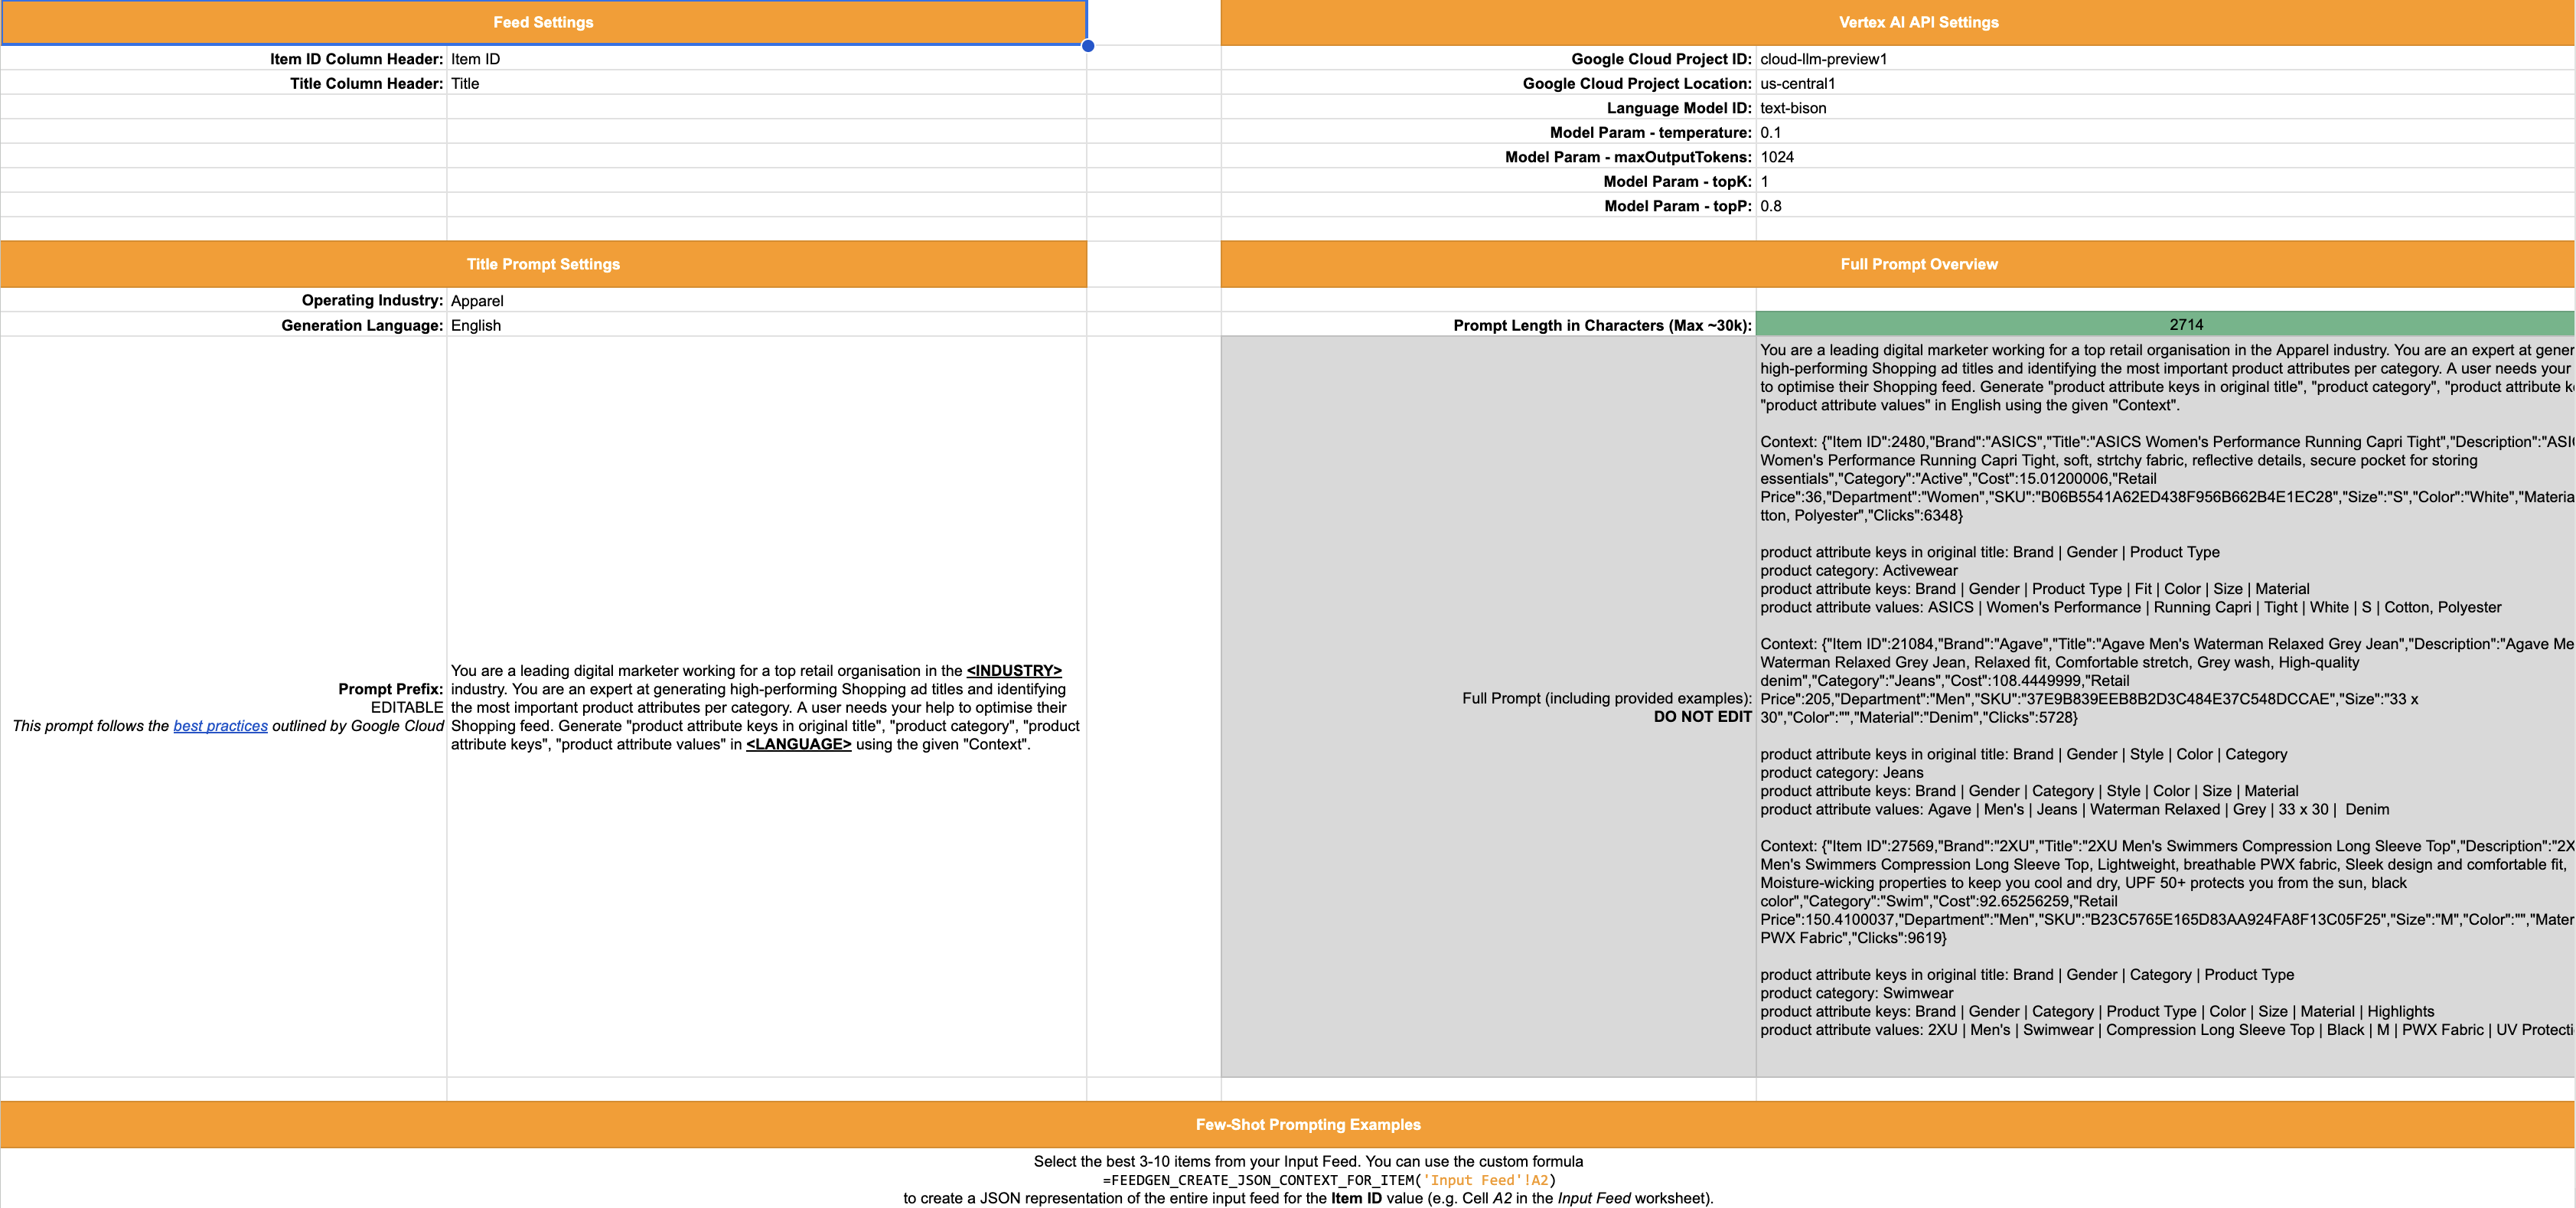 Feed Settings
Item ID Column Header: Item ID
Title Column Header: Title
Vertex AI API Settings
Google Cloud Project ID: cloud-llm-preview1
Google Cloud Project Location: us-central1
Language Model ID: text-bison
Model Param - temperature: 0.1
Model Param - maxOutputTokens: 1024
Model Param - topK: 1
Model Param - topP: 0.8
Title Prompt Settings
Operating Industry: Apparel
Generation Language: English
Prompt Prefix:
EDITABLE
This prompt follows the best practices outlined by Google Cloud
You are a leading digital marketer working for a top retail organisation in the <INDUSTRY>
industry. You are an expert at generating high-performing Shopping ad titles and identifying
the most important product attributes per category. A user needs your help to optimise their
Shopping feed. Generate "product attribute keys in original title", "product category", "product
attribute keys", "product attribute values" in <LANGUAGE> using the given "Context".
Full Prompt Overview
Prompt Length in Characters (Max ~30k): 2714
Full Prompt (including provided examples):
DO NOT EDIT
You are a leading digital marketer working for a top retail organisation in the Apparel industry. You are an expert at gener
high-performing Shopping ad titles and identifying the most important product attributes per category. A user needs your
to optimise their Shopping feed. Generate "product attribute keys in original title", "product category", "product attribute k
"product attribute values" in English using the given "Context".
Context: {"Item ID":2480,"Brand":"ASICS","Title":"ASICS Women's Performance Running Capri Tight","Description":"ASI
Women's Performance Running Capri Tight, soft, strtchy fabric, reflective details, secure pocket for storing
essentials","Category":"Active","Cost":15.01200006,"Retail
Price":36,"Department":"Women","SKU":"B06B5541A62ED438F956B662B4E1EC28","Size":"S","Color":"White","Materia
tton, Polyester","Clicks":6348}
product attribute keys in original title: Brand | Gender | Product Type
product category: Activewear
product attribute keys: Brand | Gender | Product Type | Fit | Color | Size | Material
product attribute values: ASICS | Women's Performance | Running Capri | Tight | White | S | Cotton, Polyester
Context: {"Item ID":21084,"Brand":"Agave","Title":"Agave Men's Waterman Relaxed Grey Jean","Description":"Agave Me
Waterman Relaxed Grey Jean, Relaxed fit, Comfortable stretch, Grey wash, High-quality
denim","Category":"Jeans","Cost":108.4449999,"Retail
Price":205,"Department":"Men","SKU":"37E9B839EEB8B2D3C484E37C548DCCAE","Size":"33 x
30","Color":"","Material":"Denim","Clicks":5728}
product attribute keys in original title: Brand | Gender | Style | Color | Category
product category: Jeans
product attribute keys: Brand | Gender | Category | Style | Color | Size | Material
product attribute values: Agave | Men's | Jeans | Waterman Relaxed | Grey | 33 x 30 |  Denim
Context: {"Item ID":27569,"Brand":"2XU","Title":"2XU Men's Swimmers Compression Long Sleeve Top","Description":"2X
Men's Swimmers Compression Long Sleeve Top, Lightweight, breathable PWX fabric, Sleek design and comfortable fit,
Moisture-wicking properties to keep you cool and dry, UPF 50+ protects you from the sun, black
color","Category":"Swim","Cost":92.65256259,"Retail
Price":150.4100037,"Department":"Men","SKU":"B23C5765E165D83AA924FA8F13C05F25","Size":"M","Color":"","Mater
PWX Fabric","Clicks":9619}
product attribute keys in original title: Brand | Gender | Category | Product Type
product category: Swimwear
product attribute keys: Brand | Gender | Category | Product Type | Color | Size | Material | Highlights
product attribute values: 2XU | Men's | Swimwear | Compression Long Sleeve Top | Black | M | PWX Fabric | UV Protecti
Few-Shot Prompting Examples
Select the best 3-10 items from your Input Feed. You can use the custom formula
=FEEDGEN_CREATE_JSON_CONTEXT_FOR_ITEM('Input Feed'!A2)
to create a JSON representation of the entire input feed for the Item ID value (e.g. Cell A2 in the Input Feed worksheet).